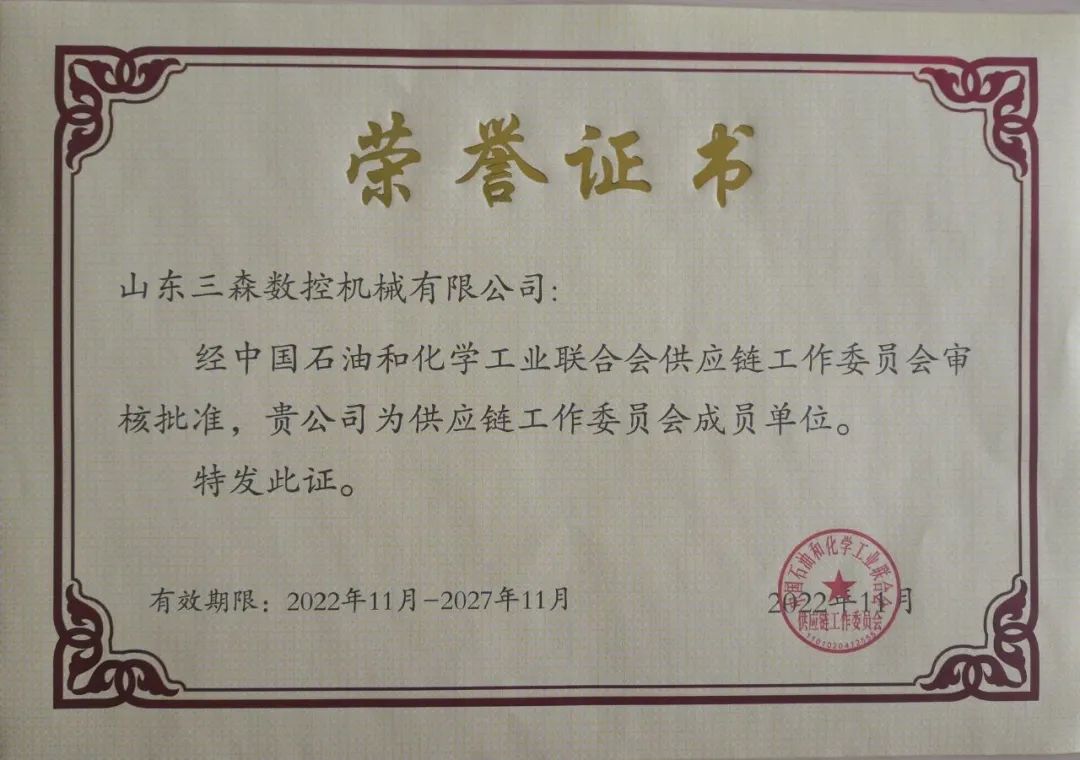 荣誉证书
山东三森数控机械有限公司:
经中国石油和化学工业联合会供应链工作委员会审
核批准，贵公司为供应链工作委员会成员单位。
特发此证。
有效期限：2022年11月-2027年11月
2022年11月
中国石油和化学工业联合会
供应链工作委员会